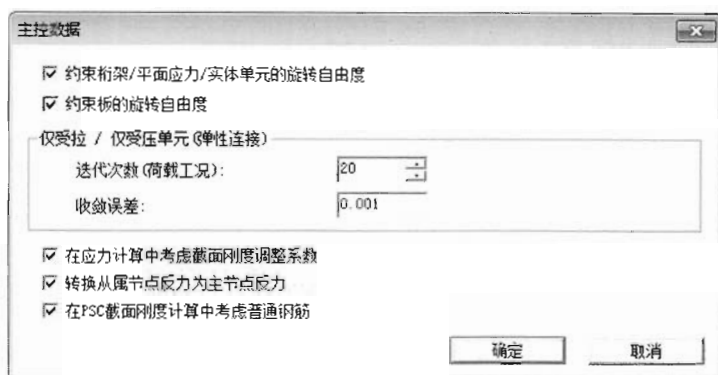 主控数据
约束桁架/平面应力/实体单元的旋转自由度
约束板的旋转自由度
仅受拉 / 仅受压单元(弹性连接)
迭代次数(荷载工况): 20
收敛误差: 0.001
在应力计算中考虑截面刚度调整系数
转换从属节点反力为主节点反力
在PSC截面刚度计算中考虑普通钢筋
确定 取消